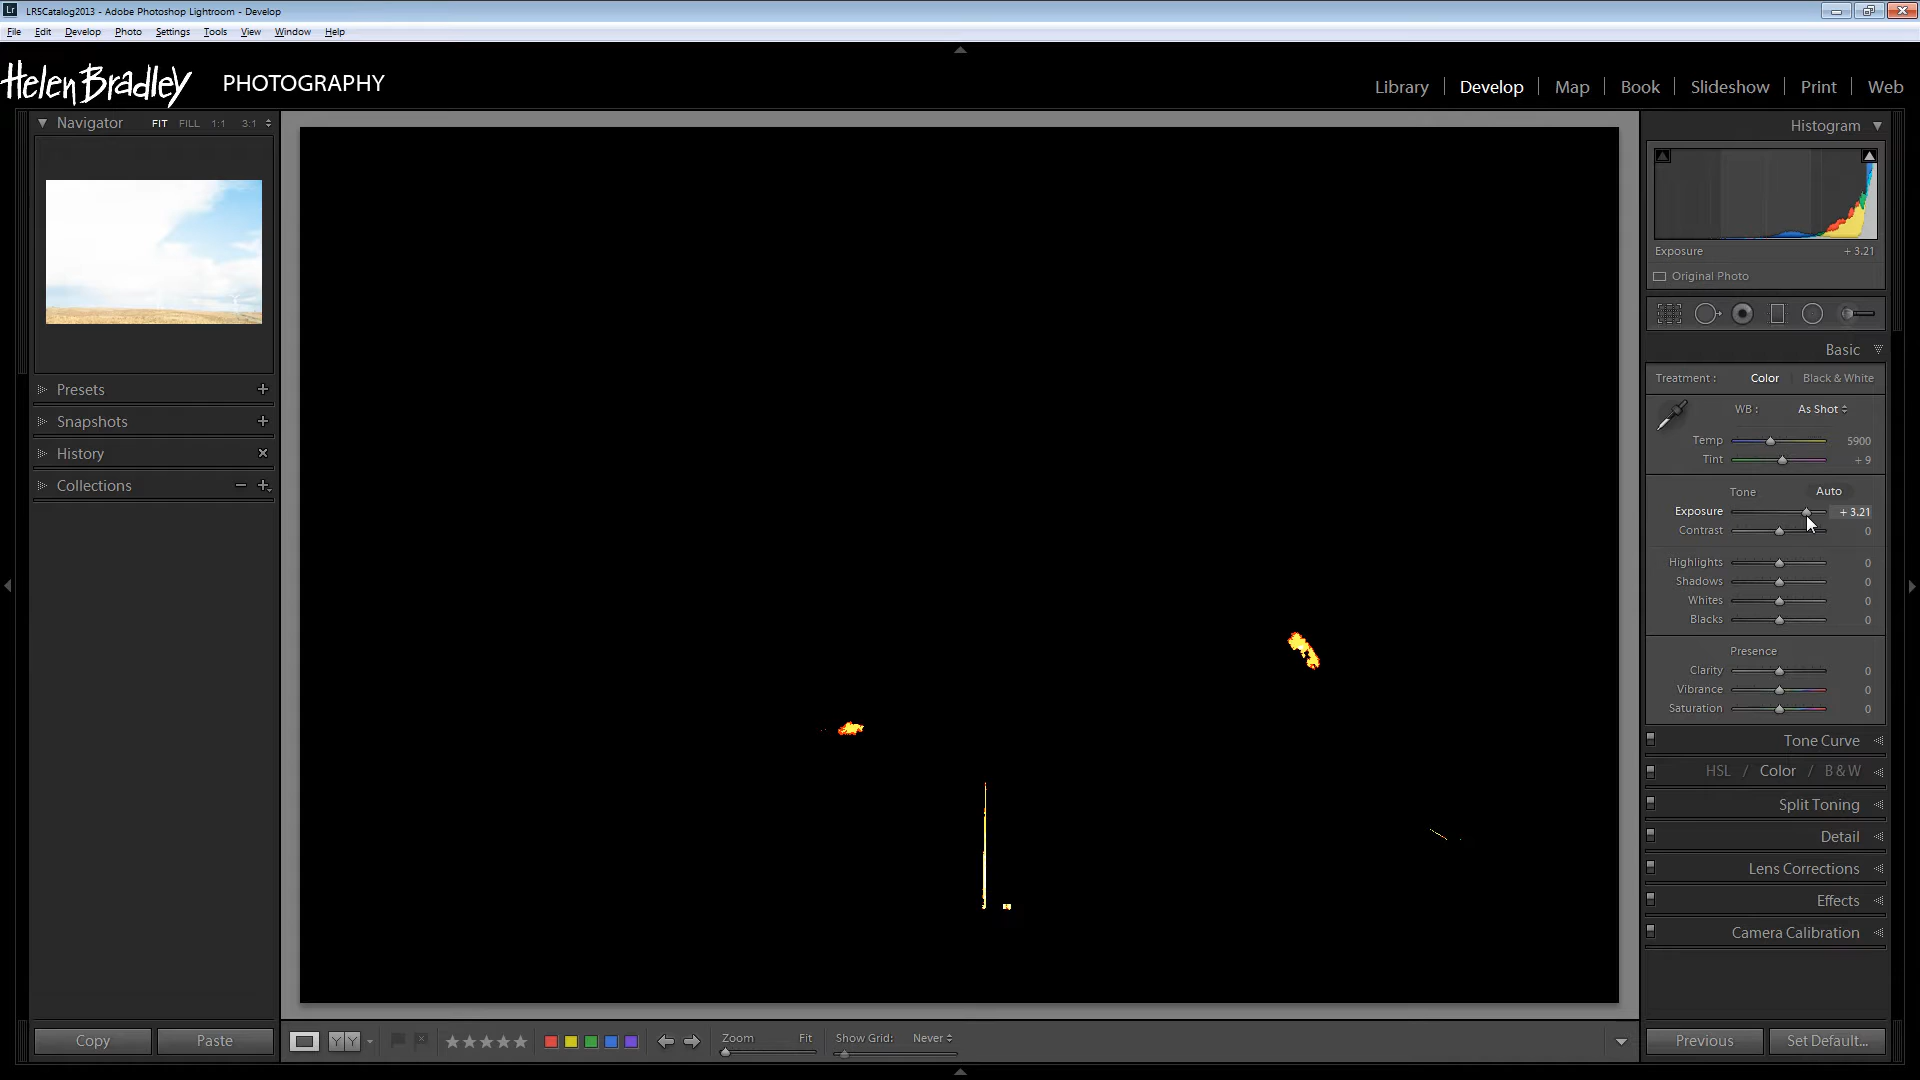 LR5Catalog2013 - Adobe Photoshop Lightroom - Develop
File Edit Develop Photo Settings Tools View Window Help
Helen Bradley PHOTOGRAPHY
Library Develop Map Book Slideshow Print Web
Navigator FIT FILL 1:1 3:1
Presets
Snapshots
History
Collections
Copy Paste
Y Y
Zoom Fit Show Grid: Never
Histogram
Exposure + 3.21
Original Photo
Basic
Treatment : Color Black & White
WB : As Shot
Temp 5900
Tint + 9
Tone Auto
Exposure + 3.21
Contrast 0
Highlights 0
Shadows 0
Whites 0
Blacks 0
Presence
Clarity 0
Vibrance 0
Saturation 0
Tone Curve
HSL / Color / B & W
Split Toning
Detail
Lens Corrections
Effects
Camera Calibration
Previous Set Default...